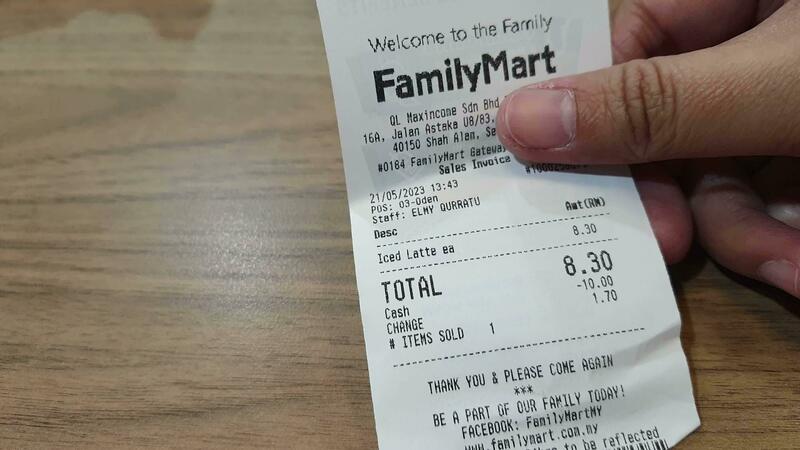 Welcome to the Family
FamilyMart
QL Maxincome Sdn Bhd
16A, Jalan Astaka U8/83,
40150 Shah Alam,
#0184 FamilyMart
Sales Invoice
21/05/2023 13:43
POS: 03-Oden
Staff: ELMY QURRATU
Desc Amt(RM)
Iced Latte ea 8.30
TOTAL 8.30
Cash -10.00
CHANGE 1.70
# ITEMS SOLD 1
THANK YOU & PLEASE COME AGAIN
***
BE A PART OF OUR FAMILY TODAY!
FACEBOOK: FamilyMartMY
www.familymart.com.my
to be reflected